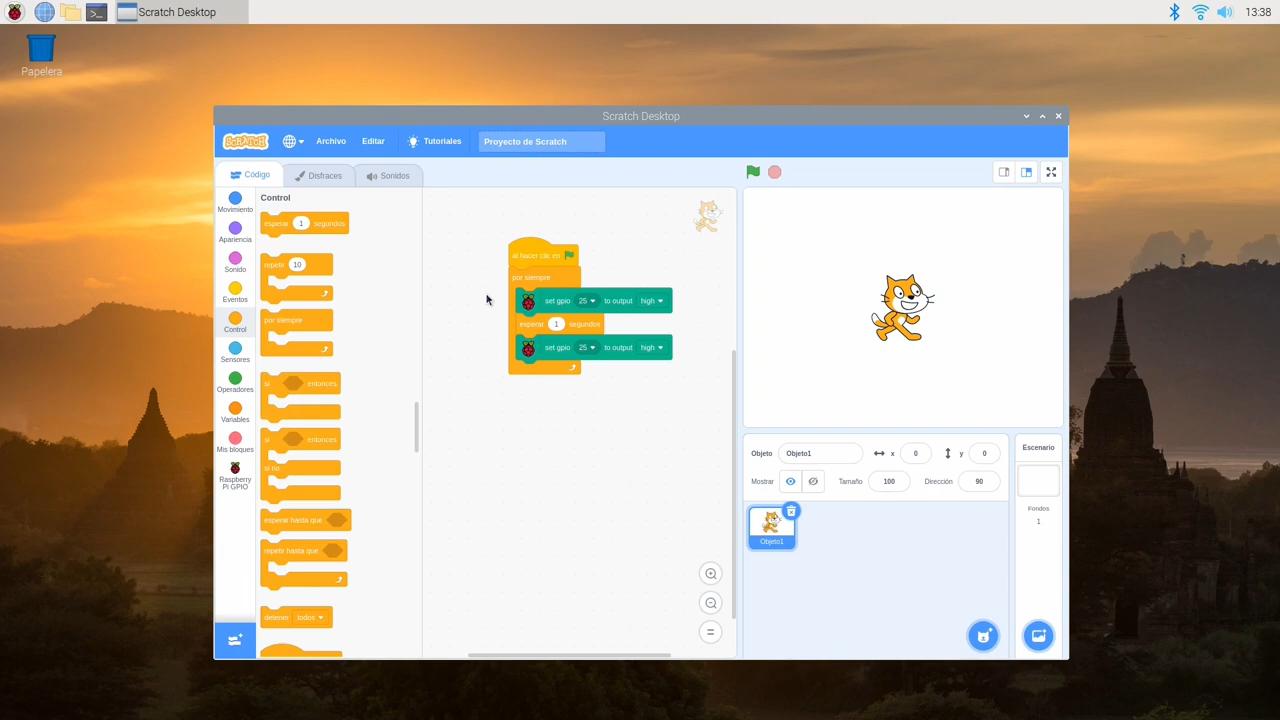 Scratch Desktop
13:38
Papelera
Scratch Desktop
SCRATCH
Archivo
Editar
Tutoriales
Proyecto de Scratch
Código
Disfraces
Sonidos
Movimiento
Apariencia
Sonido
Eventos
Control
Sensores
Operadores
Variables
Mis bloques
Raspberry
Pi GPIO
Control
esperar 1 segundos
repetir 10
por siempre
si entonces
si entonces
si no
esperar hasta que
repetir hasta que
detener todos
al hacer clic en
por siempre
set gpio 25 to output high
esperar 1 segundos
set gpio 25 to output high
Objeto Objeto1 x 0 y 0
Mostrar Tamaño 100 Dirección 90
Objeto1
Escenario
Fondos
1